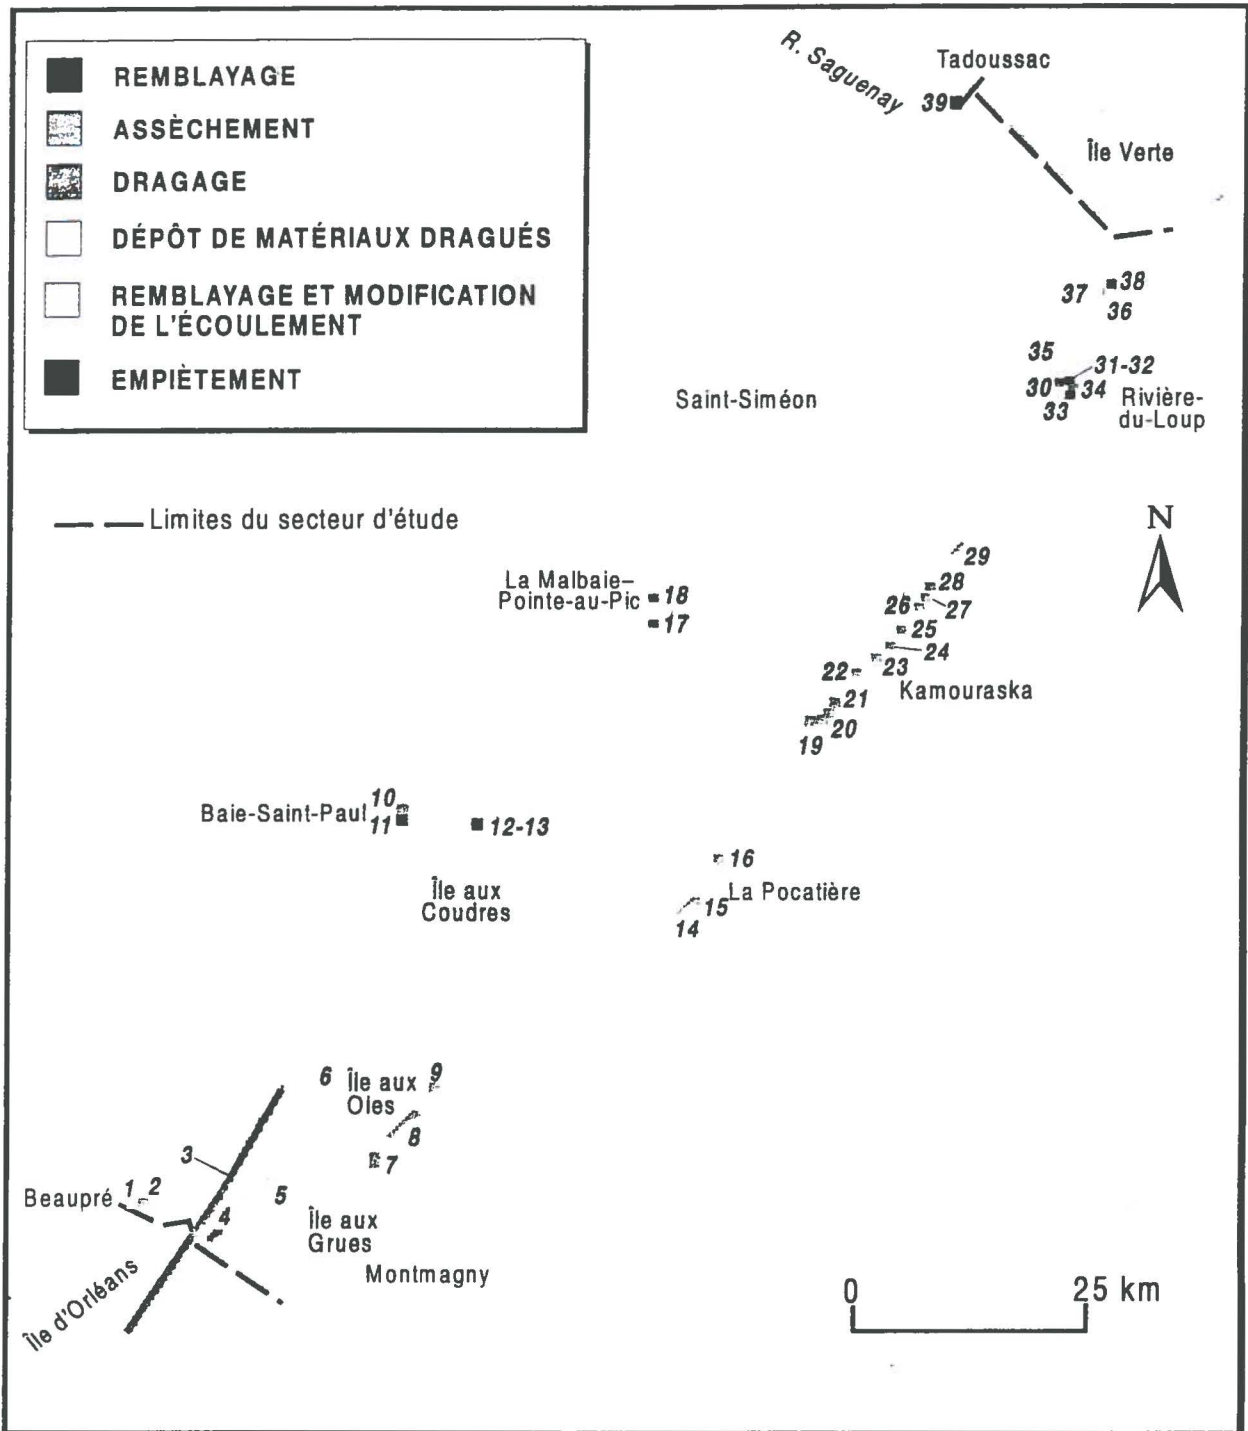 REMBLAYAGE
ASSÈCHEMENT
DRAGAGE
DÉPÔT DE MATÉRIAUX DRAGUÉS
REMBLAYAGE ET MODIFICATION
DE L'ÉCOULEMENT
EMPIÈTEMENT
Limites du secteur d'étude
R. Saguenay
Tadoussac
39
Île Verte
37
38
36
35
31-32
30
34
33
Rivière-
du-Loup
Saint-Siméon
N
29
La Malbaie–
Pointe-au-Pic
18
17
28
26
27
25
24
23
22
Kamouraska
21
20
19
Baie-Saint-Paul
10
11
12-13
Île aux
Coudres
16
La Pocatière
15
14
6
Île aux
Oies
9
8
7
3
Beaupré
1
2
5
4
Île aux
Grues
Montmagny
Île d'Orléans
0
25 km